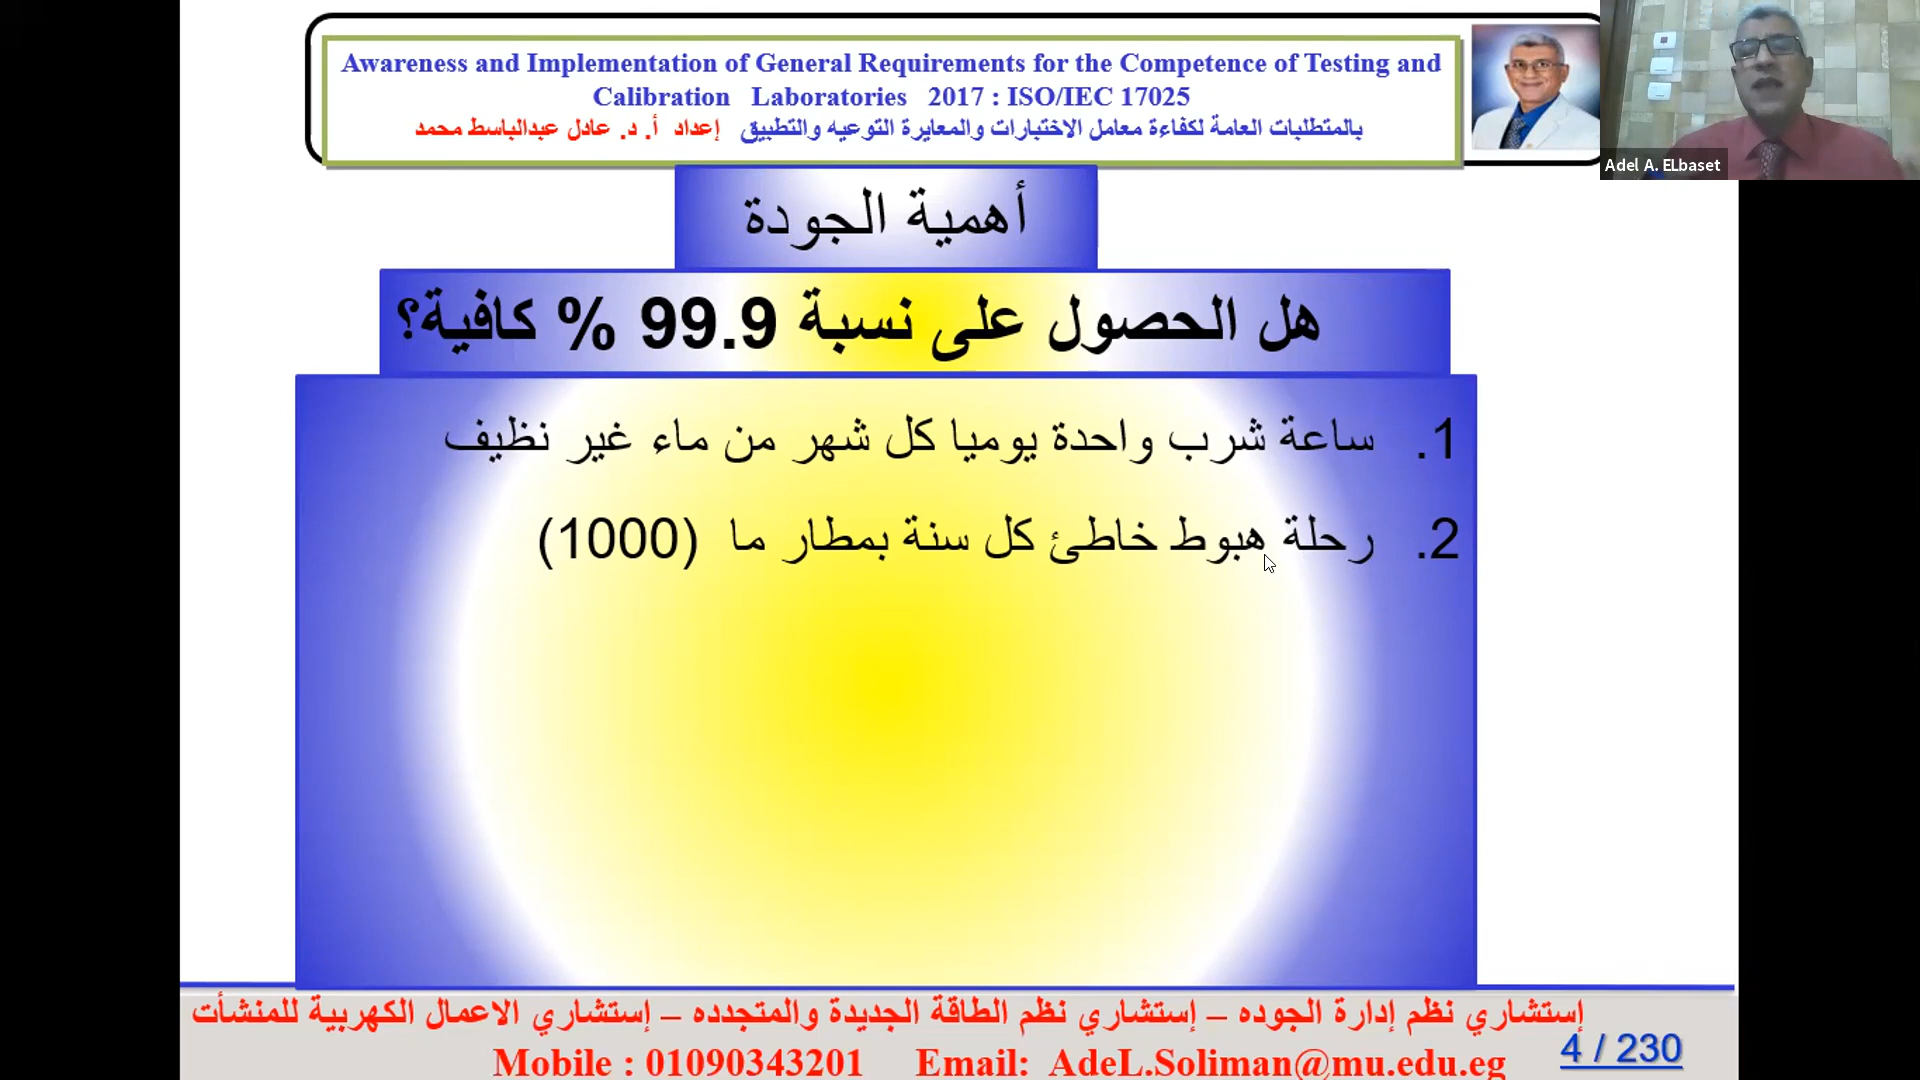 Awareness and Implementation of General Requirements for the Competence of Testing and
Calibration Laboratories 2017 : ISO/IEC 17025
بالمتطلبات العامة لكفاءة معامل الاختبارات والمعايرة التوعيه والتطبيق إعداد أ. د. عادل عبدالباسط محمد
Adel A. ELbaset
أهمية الجودة
هل الحصول على نسبة 99.9 % كافية؟
1. ساعة شرب واحدة يوميا كل شهر من ماء غير نظيف
2. رحلة هبوط خاطئ كل سنة بمطار ما (1000)
إستشاري نظم إدارة الجوده – إستشاري نظم الطاقة الجديدة والمتجدده – إستشاري الاعمال الكهربية للمنشأت
Mobile : 01090343201 Email: AdeL.Soliman@mu.edu.eg
4 / 230